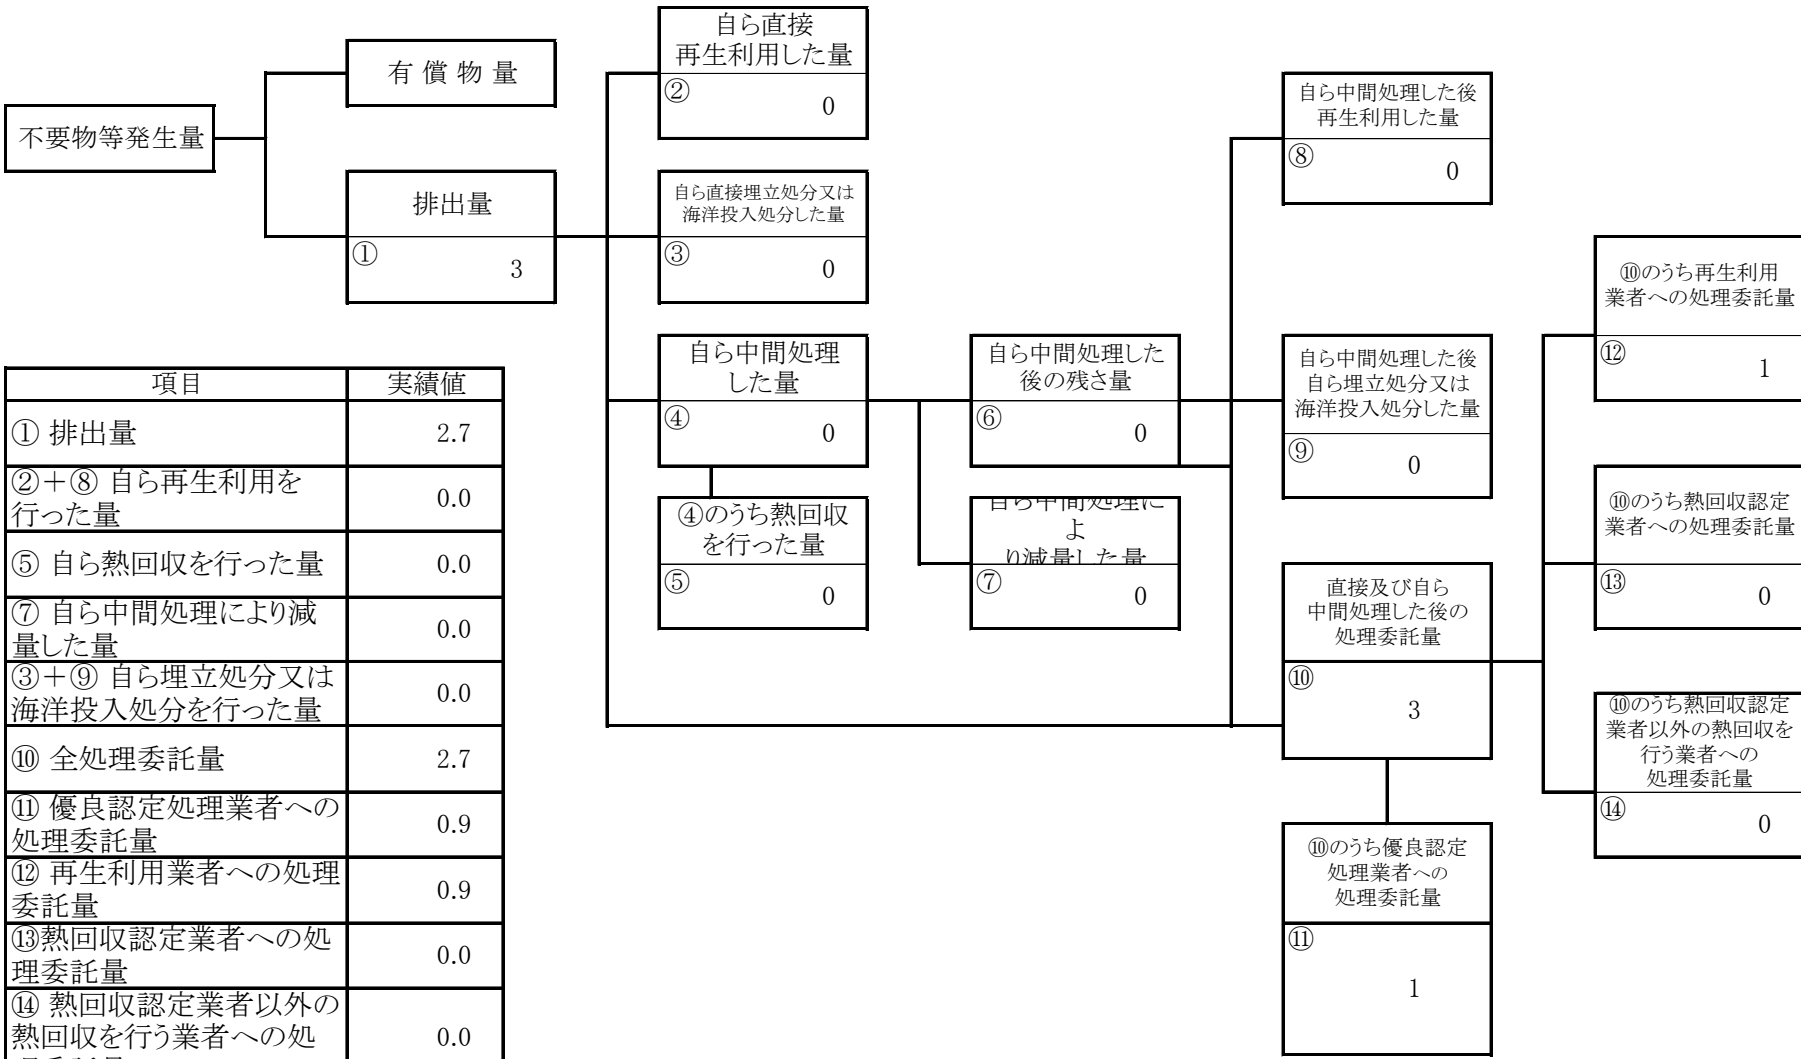 自ら直接
再生利用した量
②
0
有 償 物 量
不要物等発生量
排出量
①
3
自ら直接埋立処分又は
海洋投入処分した量
③
0
自ら中間処理
した量
④
0
④のうち熱回収
を行った量
⑤
0
自ら中間処理した
後の残さ量
⑥
0
自ら中間処理に
よ
り減量した量
⑦
0
自ら中間処理した後
再生利用した量
⑧
0
自ら中間処理した後
自ら埋立処分又は
海洋投入処分した量
⑨
0
直接及び自ら
中間処理した後の
処理委託量
⑩
3
⑩のうち優良認定
処理業者への
処理委託量
⑪
1
⑩のうち再生利用
業者への処理委託量
⑫
1
⑩のうち熱回収認定
業者への処理委託量
⑬
0
⑩のうち熱回収認定
業者以外の熱回収を
行う業者への
処理委託量
⑭
0
項目 実績値
① 排出量 2.7
②+⑧ 自ら再生利用を
行った量 0.0
⑤ 自ら熱回収を行った量 0.0
⑦ 自ら中間処理により減
量した量 0.0
③+⑨ 自ら埋立処分又は
海洋投入処分を行った量 0.0
⑩ 全処理委託量 2.7
⑪ 優良認定処理業者への
処理委託量 0.9
⑫ 再生利用業者への処理
委託量 0.9
⑬熱回収認定業者への処
理委託量 0.0
⑭ 熱回収認定業者以外の
熱回収を行う業者への処 0.0